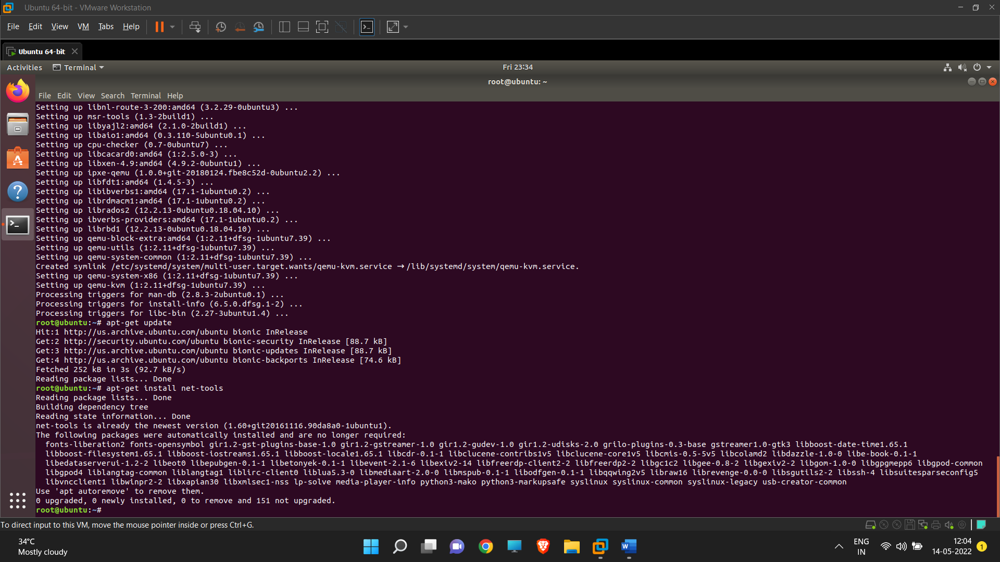 Ubuntu 64-bit - VMware Workstation
File Edit View VM Tabs Help
Ubuntu 64-bit
Activities Terminal Fri 23:34
root@ubuntu: ~
File Edit View Search Terminal Help
Setting up libnl-route-3-200:amd64 (3.2.29-0ubuntu3) ...
Setting up msr-tools (1.3-2build1) ...
Setting up libyajl2:amd64 (2.1.0-2build1) ...
Setting up libaio1:amd64 (0.3.110-5ubuntu0.1) ...
Setting up cpu-checker (0.7-0ubuntu7) ...
Setting up libcacard0:amd64 (1:2.5.0-3) ...
Setting up libxen-4.9:amd64 (4.9.2-0ubuntu1) ...
Setting up ipxe-qemu (1.0.0+git-20180124.fbe8c52d-0ubuntu2.2) ...
Setting up libfdt1:amd64 (1.4.5-3) ...
Setting up libibverbs1:amd64 (17.1-1ubuntu0.2) ...
Setting up librdmacm1:amd64 (17.1-1ubuntu0.2) ...
Setting up librados2 (12.2.13-0ubuntu0.18.04.10) ...
Setting up ibverbs-providers:amd64 (17.1-1ubuntu0.2) ...
Setting up librbd1 (12.2.13-0ubuntu0.18.04.10) ...
Setting up qemu-block-extra:amd64 (1:2.11+dfsg-1ubuntu7.39) ...
Setting up qemu-utils (1:2.11+dfsg-1ubuntu7.39) ...
Setting up qemu-system-common (1:2.11+dfsg-1ubuntu7.39) ...
Created symlink /etc/systemd/system/multi-user.target.wants/qemu-kvm.service → /lib/systemd/system/qemu-kvm.service.
Setting up qemu-system-x86 (1:2.11+dfsg-1ubuntu7.39) ...
Setting up qemu-kvm (1:2.11+dfsg-1ubuntu7.39) ...
Processing triggers for man-db (2.8.3-2ubuntu0.1) ...
Processing triggers for install-info (6.5.0.dfsg.1-2) ...
Processing triggers for libc-bin (2.27-3ubuntu1.4) ...
root@ubuntu:~# apt-get update
Hit:1 http://us.archive.ubuntu.com/ubuntu bionic InRelease
Get:2 http://security.ubuntu.com/ubuntu bionic-security InRelease [88.7 kB]
Get:3 http://us.archive.ubuntu.com/ubuntu bionic-updates InRelease [88.7 kB]
Get:4 http://us.archive.ubuntu.com/ubuntu bionic-backports InRelease [74.6 kB]
Fetched 252 kB in 3s (92.7 kB/s)
Reading package lists... Done
root@ubuntu:~# apt-get install net-tools
Reading package lists... Done
Building dependency tree
Reading state information... Done
net-tools is already the newest version (1.60+git20161116.90da8a0-1ubuntu1).
The following packages were automatically installed and are no longer required:
fonts-liberation2 fonts-opensymbol gir1.2-gst-plugins-base-1.0 gir1.2-gstreamer-1.0 gir1.2-gudev-1.0 gir1.2-udisks-2.0 grilo-plugins-0.3-base gstreamer1.0-gtk3 libboost-date-time1.65.1
libboost-filesystem1.65.1 libboost-iostreams1.65.1 libboost-locale1.65.1 libcdr-0.1-1 libclucene-contribs1v5 libclucene-core1v5 libcmis-0.5-5v5 libcolamd2 libdazzle-1.0-0 libe-book-0.1-1
libedataserverui-1.2-2 libeot0 libepubgen-0.1-1 libetonyek-0.1-1 libevent-2.1-6 libexiv2-14 libfreerdp-client2-2 libfreerdp2-2 libgc1c2 libgee-0.8-2 libgexiv2-2 libgom-1.0-0 libgpgmepp6 libgpod-common
libgpod4 liblangtag-common liblangtag1 liblirc-client0 liblua5.3-0 libmediaart-2.0-0 libmspub-0.1-1 libodfgen-0.1-1 libqqwing2v5 libraw16 librevenge-0.0-0 libsgutils2-2 libssh-4 libsuitesparseconfig5
libvncclient1 libwinpr2-2 libxapian30 libxmlsec1-nss lp-solve media-player-info python3-mako python3-markupsafe syslinux syslinux-common syslinux-legacy usb-creator-common
Use 'apt autoremove' to remove them.
0 upgraded, 0 newly installed, 0 to remove and 151 not upgraded.
root@ubuntu:~#
To direct input to this VM, move the mouse pointer inside or press Ctrl+G.
34°C
Mostly cloudy
ENG
IN
12:04
14-05-2022
1